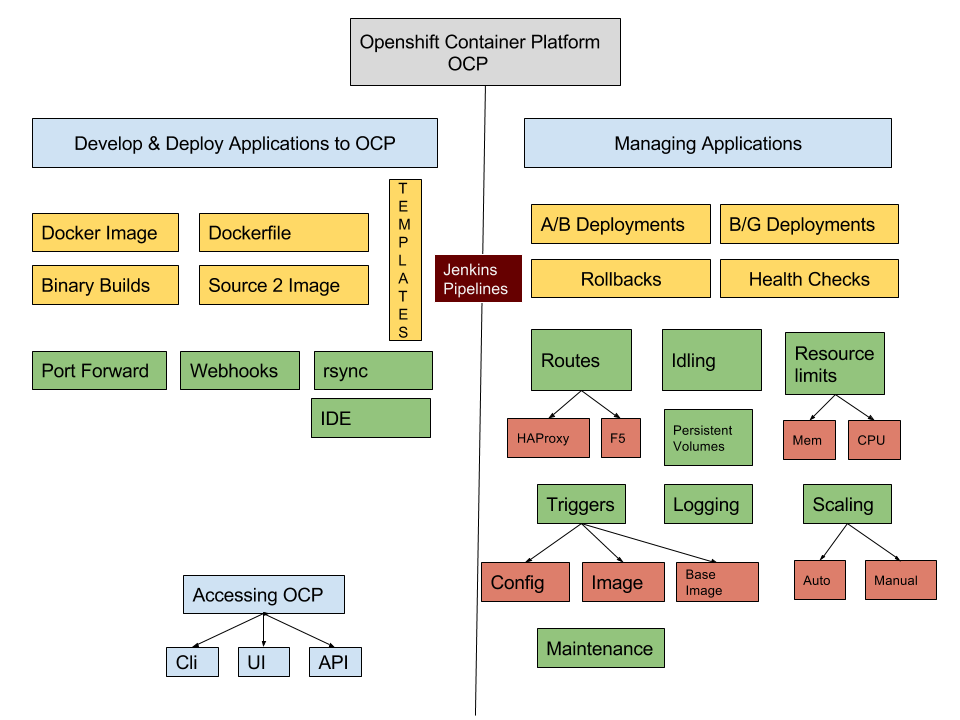 Openshift Container Platform
OCP
Develop & Deploy Applications to OCP
Managing Applications
Docker Image
Dockerfile
Binary Builds
Source 2 Image
T
E
M
P
L
A
T
E
S
Port Forward
Webhooks
rsync
IDE
Jenkins
Pipelines
A/B Deployments
B/G Deployments
Rollbacks
Health Checks
Routes
Idling
Resource
limits
HAProxy
F5
Persistent
Volumes
Mem
CPU
Triggers
Logging
Scaling
Config
Image
Base
Image
Auto
Manual
Maintenance
Accessing OCP
Cli
UI
API